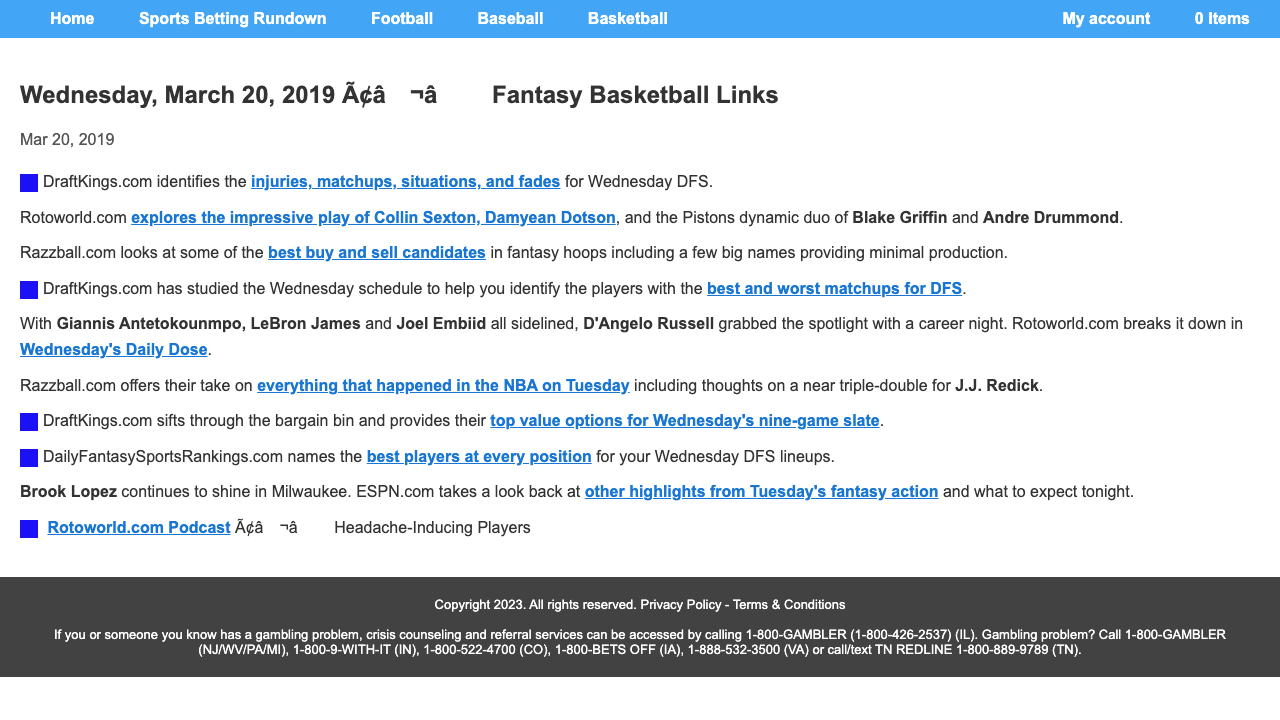 Home Sports Betting Rundown Football Baseball Basketball My account 0 Items
Wednesday, March 20, 2019 Ã¢â ¬â Fantasy Basketball Links
Mar 20, 2019
DraftKings.com identifies the injuries, matchups, situations, and fades for Wednesday DFS.
Rotoworld.com explores the impressive play of Collin Sexton, Damyean Dotson, and the Pistons dynamic duo of Blake Griffin and Andre Drummond.
Razzball.com looks at some of the best buy and sell candidates in fantasy hoops including a few big names providing minimal production.
DraftKings.com has studied the Wednesday schedule to help you identify the players with the best and worst matchups for DFS.
With Giannis Antetokounmpo, LeBron James and Joel Embiid all sidelined, D'Angelo Russell grabbed the spotlight with a career night. Rotoworld.com breaks it down in
Wednesday's Daily Dose.
Razzball.com offers their take on everything that happened in the NBA on Tuesday including thoughts on a near triple-double for J.J. Redick.
DraftKings.com sifts through the bargain bin and provides their top value options for Wednesday's nine-game slate.
DailyFantasySportsRankings.com names the best players at every position for your Wednesday DFS lineups.
Brook Lopez continues to shine in Milwaukee. ESPN.com takes a look back at other highlights from Tuesday's fantasy action and what to expect tonight.
Rotoworld.com Podcast Ã¢â ¬â Headache-Inducing Players
Copyright 2023. All rights reserved. Privacy Policy - Terms & Conditions
If you or someone you know has a gambling problem, crisis counseling and referral services can be accessed by calling 1-800-GAMBLER (1-800-426-2537) (IL). Gambling problem? Call 1-800-GAMBLER
(NJ/WV/PA/MI), 1-800-9-WITH-IT (IN), 1-800-522-4700 (CO), 1-800-BETS OFF (IA), 1-888-532-3500 (VA) or call/text TN REDLINE 1-800-889-9789 (TN).